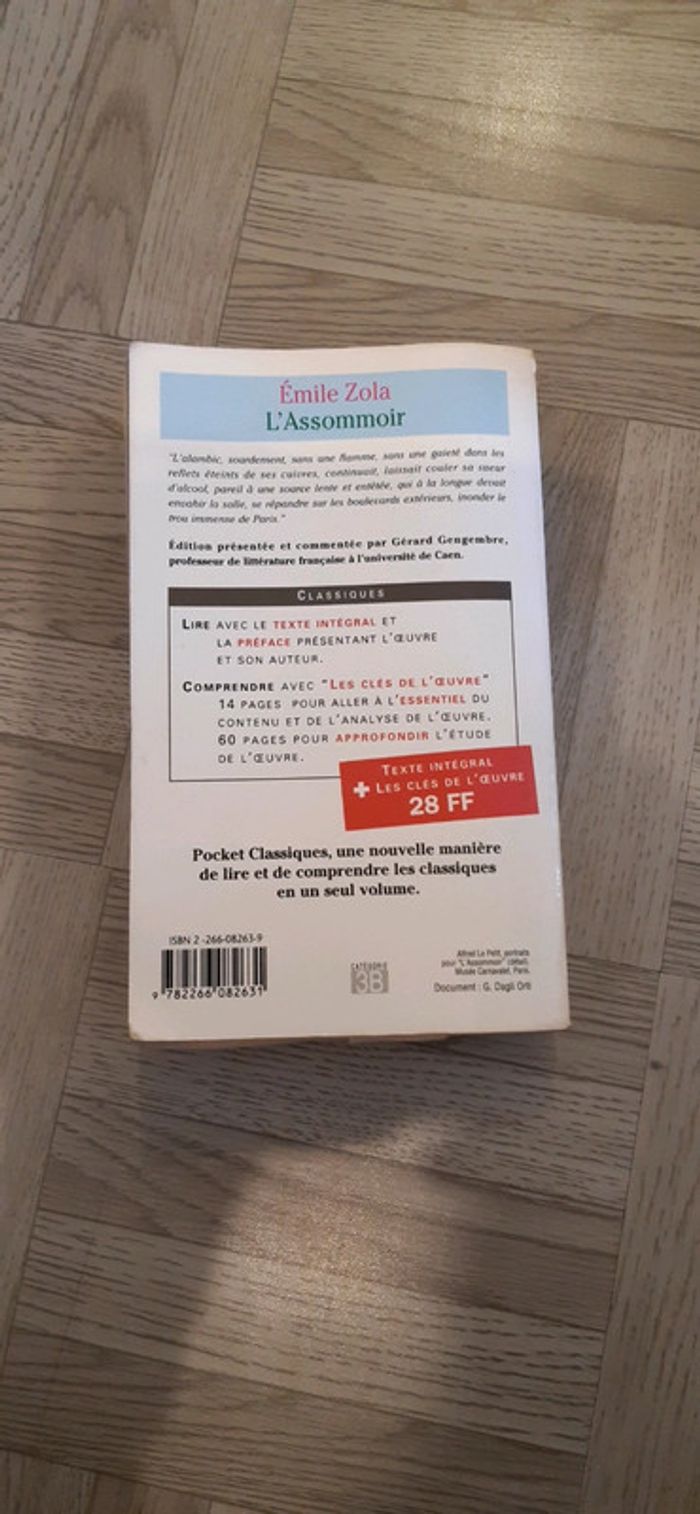 Émile Zola
L'Assommoir
"L'alambic, sourdement, sans une flamme, sans une gaieté dans les
reflets éteints de ses cuivres, continuait, laissait couler sa sueur
d'alcool, pareil à une source lente et entêtée, qui à la longue devait
envahir la salle, se répandre sur les boulevards extérieurs, inonder le
trou immense de Paris."
Édition présentée et commentée par Gérard Gengembre,
professeur de littérature française à l'université de Caen.
CLASSIQUES
LIRE AVEC LE TEXTE INTÉGRAL ET
LA PRÉFACE PRÉSENTANT L'ŒUVRE
ET SON AUTEUR.
COMPRENDRE AVEC "LES CLÉS DE L'ŒUVRE"
14 PAGES POUR ALLER À L'ESSENTIEL DU
CONTENU ET DE L'ANALYSE DE L'ŒUVRE.
60 PAGES POUR APPROFONDIR L'ÉTUDE
DE L'ŒUVRE.
TEXTE INTÉGRAL
+ LES CLÉS DE L'ŒUVRE
28 FF
Pocket Classiques, une nouvelle manière
de lire et de comprendre les classiques
en un seul volume.
ISBN 2-266-08263-9
9 782266 082631
CATÉGORIE
3B
Alfred Le Petit, portraits
pour "L'Assommoir" (détail),
Musée Carnavalet, Paris.
Document : G. Dagli Orti